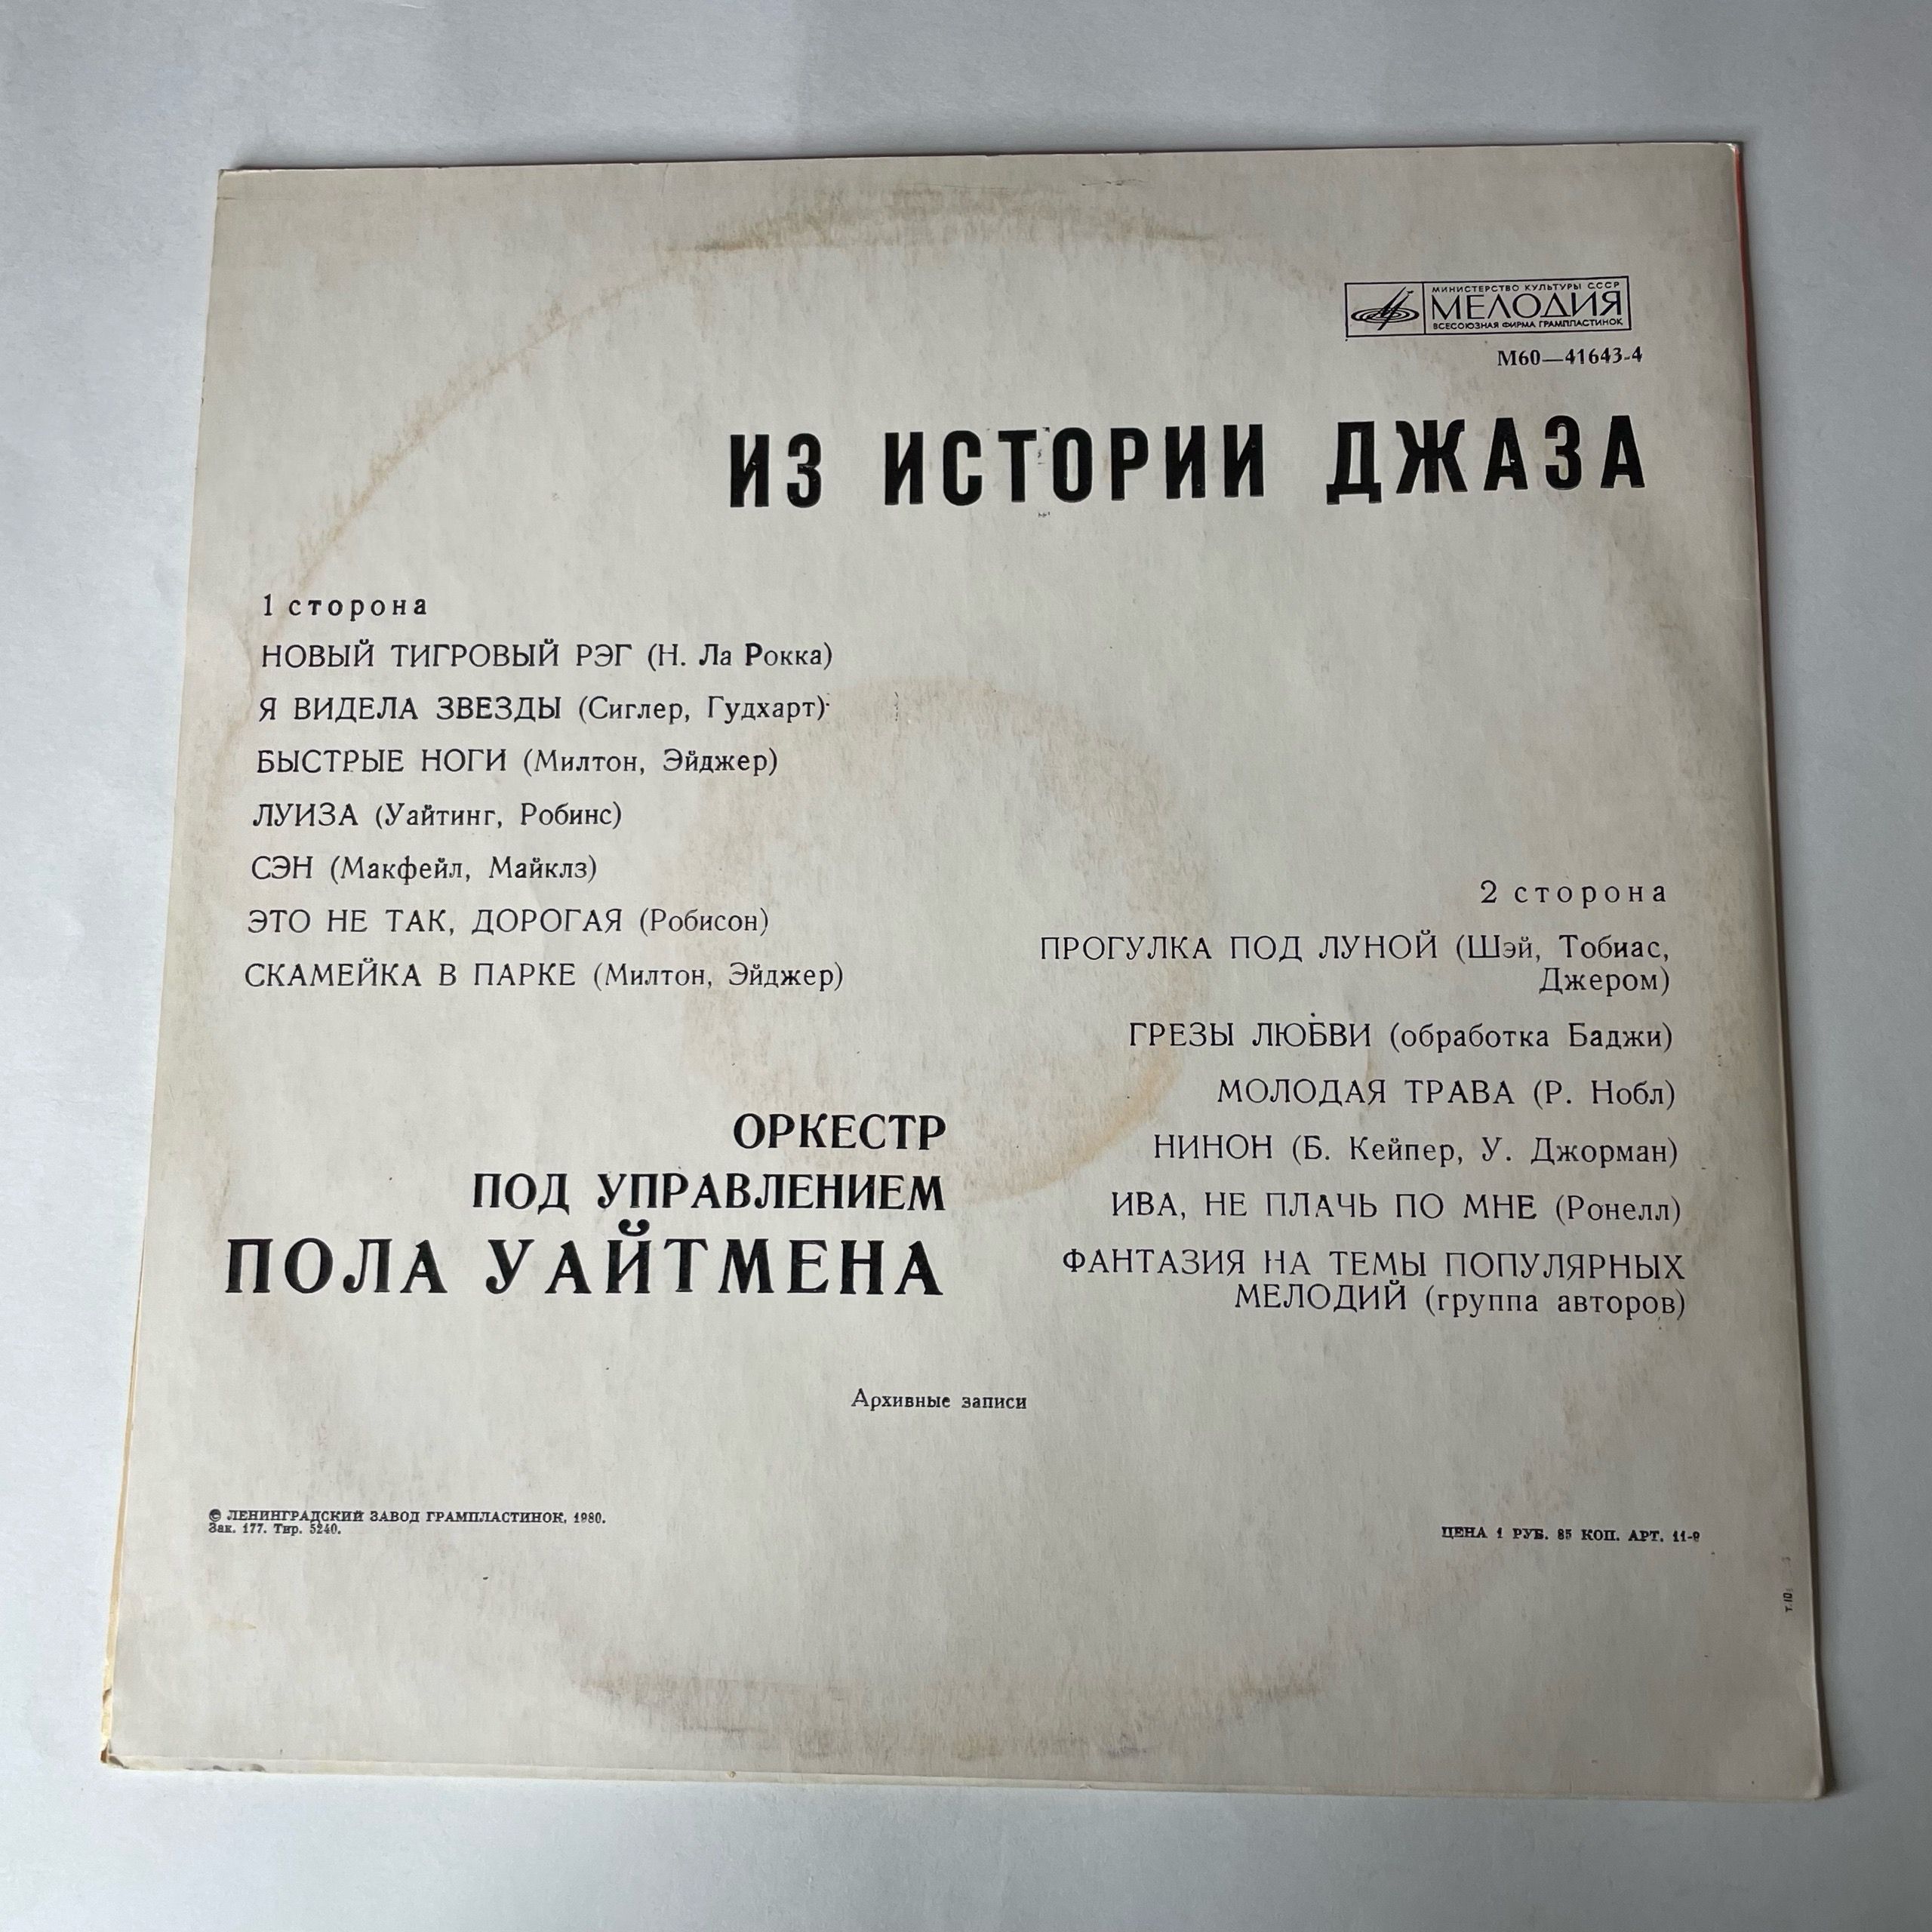 МИНИСТЕРСТВО КУЛЬТУРЫ СССР
МЕЛОДИЯ
ВСЕСОЮЗНАЯ ФИРМА ГРАМПЛАСТИНОК
М60—41643-4
ИЗ ИСТОРИИ ДЖАЗА
1 сторона
НОВЫЙ ТИГРОВЫЙ РЭГ (Н. Ла Рокка)
Я ВИДЕЛА ЗВЕЗДЫ (Сиглер, Гудхарт)
БЫСТРЫЕ НОГИ (Милтон, Эйджер)
ЛУИЗА (Уайтинг, Робинс)
СЭН (Макфейл, Майклз)
ЭТО НЕ ТАК, ДОРОГАЯ (Робисон)
СКАМЕЙКА В ПАРКЕ (Милтон, Эйджер)
2 сторона
ПРОГУЛКА ПОД ЛУНОЙ (Шэй, Тобиас,
Джером)
ГРЕЗЫ ЛЮБВИ (обработка Баджи)
МОЛОДАЯ ТРАВА (Р. Нобл)
НИНОН (Б. Кейпер, У. Джорман)
ИВА, НЕ ПЛАЧЬ ПО МНЕ (Ронелл)
ФАНТАЗИЯ НА ТЕМЫ ПОПУЛЯРНЫХ
МЕЛОДИЙ (группа авторов)
ОРКЕСТР
ПОД УПРАВЛЕНИЕМ
ПОЛА УАЙТМЕНА
Архивные записи
© ЛЕНИНГРАДСКИЙ ЗАВОД ГРАМПЛАСТИНОК, 1980.
Зак. 177. Тир. 5240.
ЦЕНА 1 РУБ. 85 КОП. АРТ. 11-9